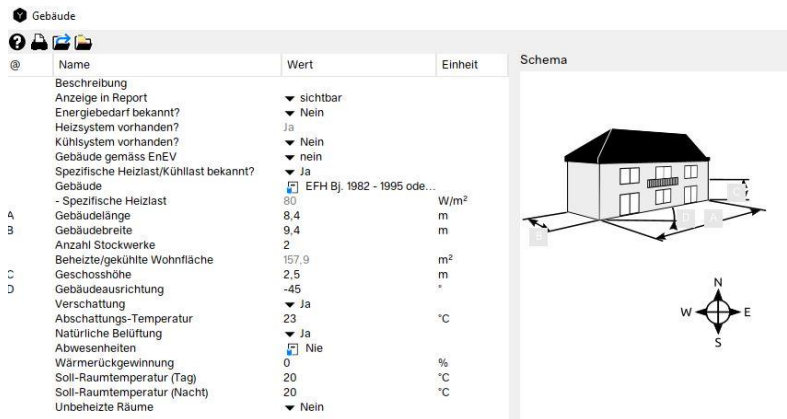 Gebäude
@ Name Wert Einheit
Beschreibung
Anzeige in Report sichtbar
Energiebedarf bekannt? Nein
Heizsystem vorhanden? Ja
Kühlsystem vorhanden? Nein
Gebäude gemäss EnEV nein
Spezifische Heizlast/Kühllast bekannt? Ja
Gebäude EFH Bj. 1982 - 1995 ode...
- Spezifische Heizlast 80 W/m²
A Gebäudelänge 8,4 m
B Gebäudebreite 9,4 m
Anzahl Stockwerke 2
Beheizte/gekühlte Wohnfläche 157,9 m²
C Geschosshöhe 2,5 m
D Gebäudeausrichtung -45 °
Verschattung Ja
Abschattungs-Temperatur 23 °C
Natürliche Belüftung Ja
Abwesenheiten Nie
Wärmerückgewinnung 0 %
Soll-Raumtemperatur (Tag) 20 °C
Soll-Raumtemperatur (Nacht) 20 °C
Unbeheizte Räume Nein
Schema
C
D A
B
N
W E
S